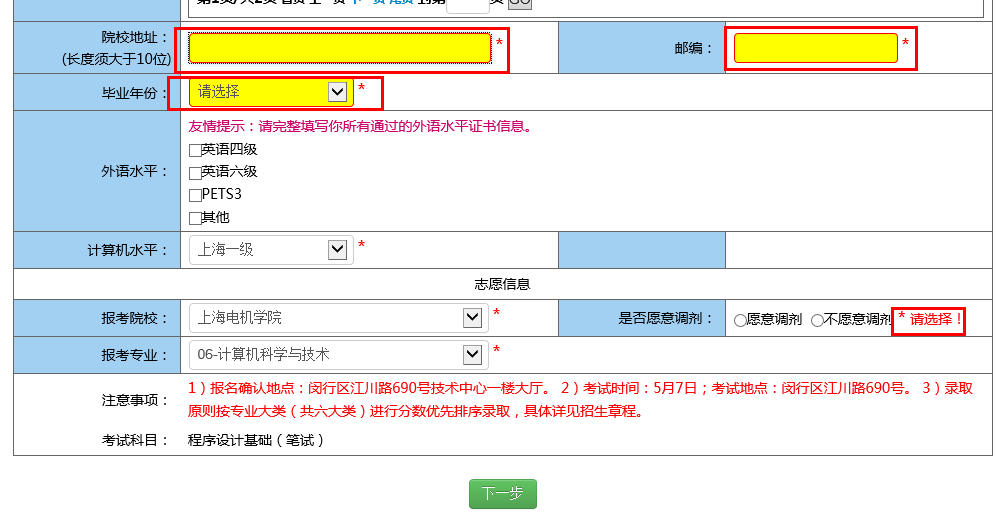 院校地址： * 邮编： *
(长度须大于10位)
毕业年份： 请选择 *
友情提示：请完整填写你所有通过的外语水平证书信息。
英语四级
外语水平： 英语六级
PETS3
其他
计算机水平： 上海一级 *
志愿信息
报考院校： 上海电机学院 * 是否愿意调剂： 愿意调剂 不愿意调剂 * 请选择！
报考专业： 06-计算机科学与技术 *
1）报名确认地点：闵行区江川路690号技术中心一楼大厅。 2）考试时间：5月7日；考试地点：闵行区江川路690号。 3）录取
注意事项：
原则按专业大类（共六大类）进行分数优先排序录取，具体详见招生章程。
考试科目： 程序设计基础（笔试）
下一步